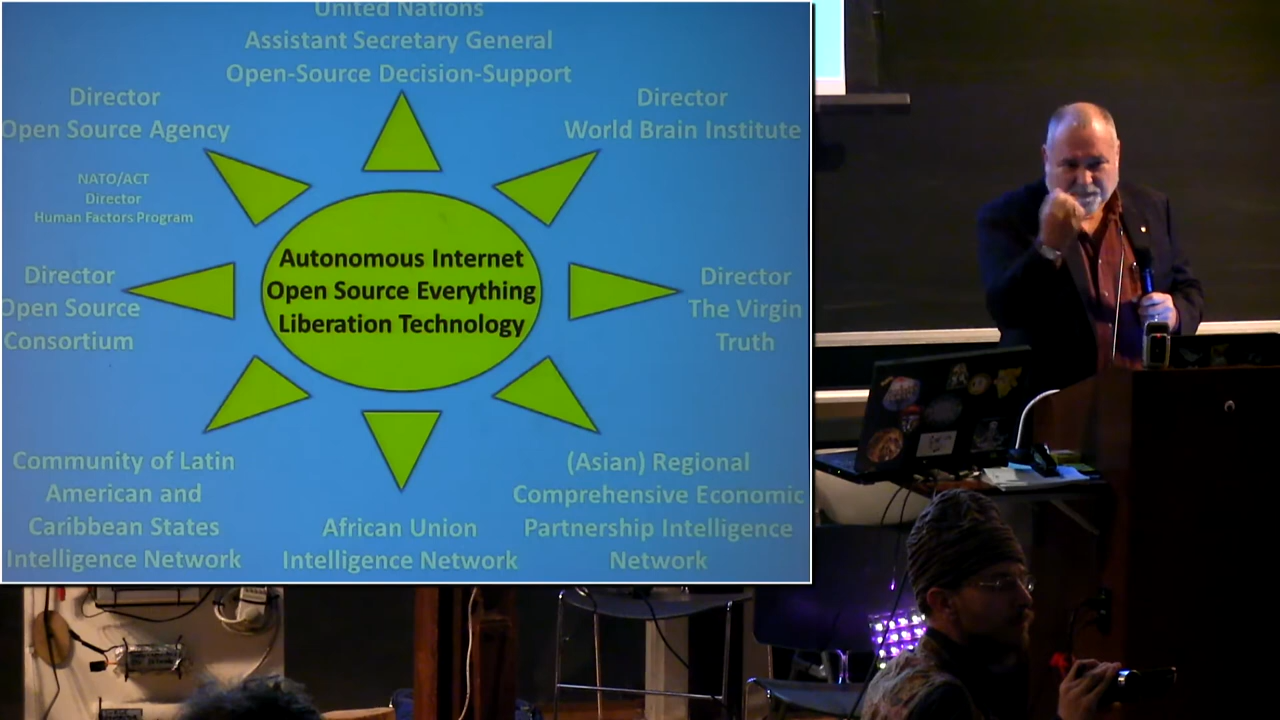 United Nations
Assistant Secretary General
Open-Source Decision-Support
Director
Open Source Agency
Director
World Brain Institute
NATO/ACT
Director
Human Factors Program
Director
Open Source
Consortium
Autonomous Internet
Open Source Everything
Liberation Technology
Director
The Virgin
Truth
Community of Latin
American and
Caribbean States
Intelligence Network
African Union
Intelligence Network
(Asian) Regional
Comprehensive Economic
Partnership Intelligence
Network